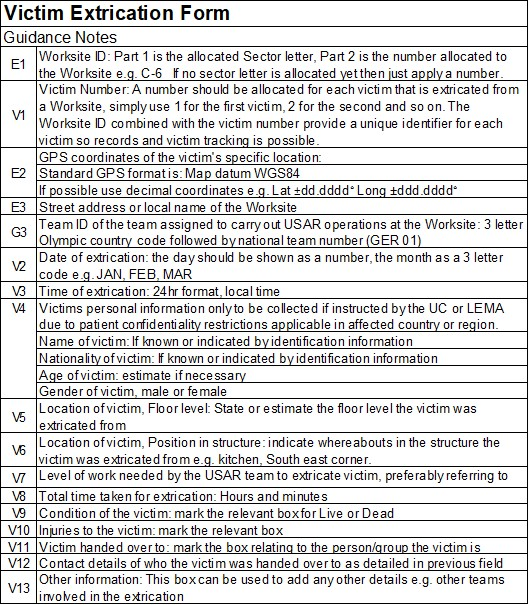 Victim Extrication Form
Guidance Notes
E1 Worksite ID: Part 1 is the allocated Sector letter, Part 2 is the number allocated to
the Worksite e.g. C-6 If no sector letter is allocated yet then just apply a number.
V1 Victim Number: A number should be allocated for each victim that is extricated from
a Worksite, simply use 1 for the first victim, 2 for the second and so on. The
Worksite ID combined with the victim number provide a unique identifier for each
victim so records and victim tracking is possible.
E2 GPS coordinates of the victim's specific location:
Standard GPS format is: Map datum WGS84
If possible use decimal coordinates e.g. Lat ±dd.dddd° Long ±ddd.dddd°
E3 Street address or local name of the Worksite
G3 Team ID of the team assigned to carry out USAR operations at the Worksite: 3 letter
Olympic country code followed by national team number (GER 01)
V2 Date of extrication: the day should be shown as a number, the month as a 3 letter
code e.g. JAN, FEB, MAR
V3 Time of extrication: 24hr format, local time
V4 Victims personal information only to be collected if instructed by the UC or LEMA
due to patient confidentiality restrictions applicable in affected country or region.
Name of victim: If known or indicated by identification information
Nationality of victim: If known or indicated by identification information
Age of victim: estimate if necessary
Gender of victim, male or female
V5 Location of victim, Floor level: State or estimate the floor level the victim was
extricated from
V6 Location of victim, Position in structure: indicate whereabouts in the structure the
victim was extricated from e.g. kitchen, South east corner.
V7 Level of work needed by the USAR team to extricate victim, preferably referring to
V8 Total time taken for extrication: Hours and minutes
V9 Condition of the victim: mark the relevant box for Live or Dead
V10 Injuries to the victim: mark the relevant box
V11 Victim handed over to: mark the box relating to the person/group the victim is
V12 Contact details of who the victim was handed over to as detailed in previous field
V13 Other information: This box can be used to add any other details e.g. other teams
involved in the extrication